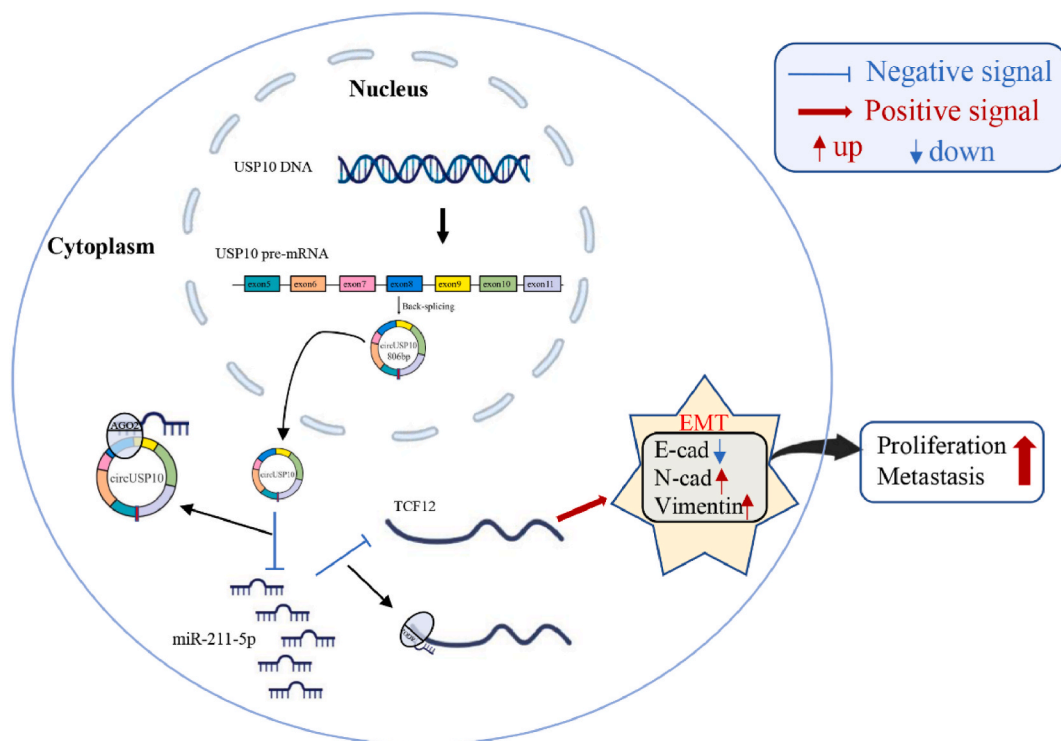 Nucleus
Negative signal
Positive signal
up
down
USP10 DNA
Cytoplasm
USP10 pre-mRNA
exon5 exon6 exon7 exon8 exon9 exon10 exon11
Back-splicing
circUSP10
806bp
AGO2
circUSP10
circUSP10
EMT
E-cad
N-cad
Vimentin
Proliferation
Metastasis
TCF12
miR-211-5p